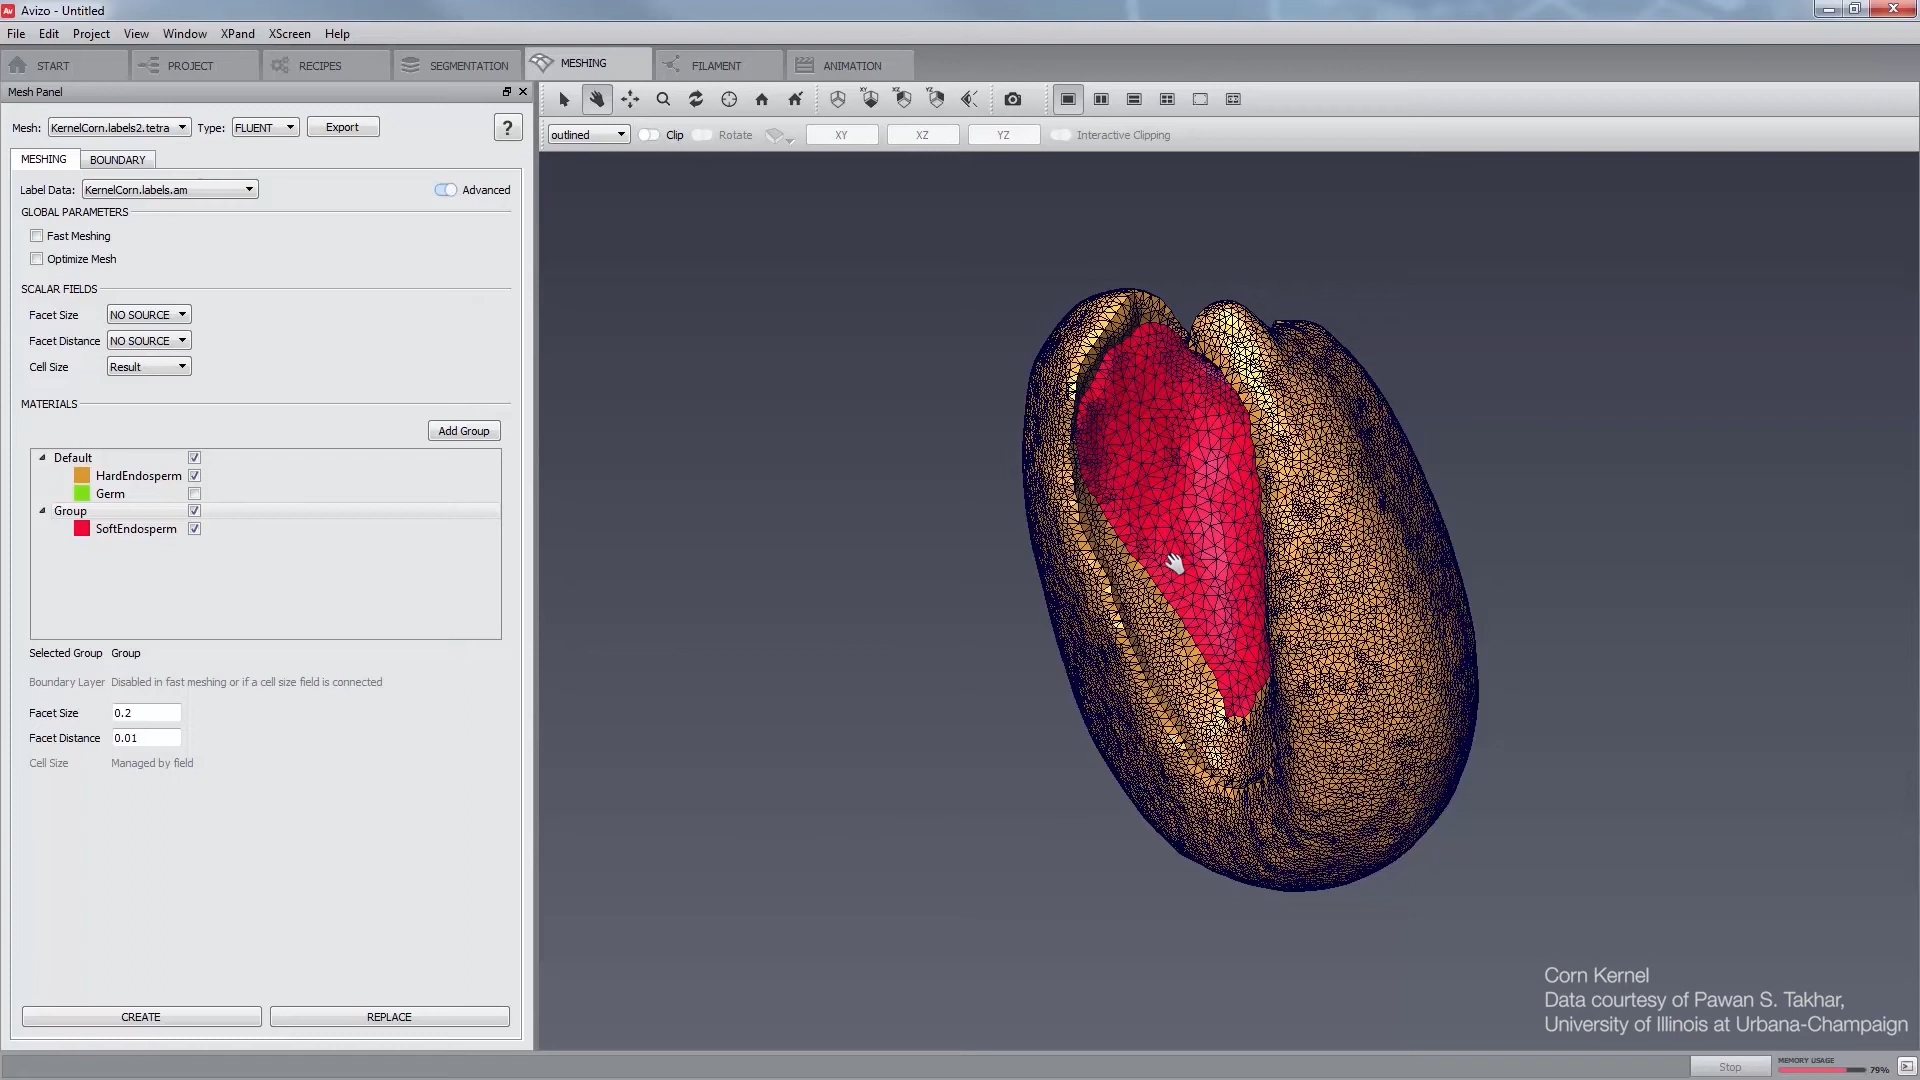 Av Avizo - Untitled
File Edit Project View Window XPand XScreen Help
START PROJECT RECIPES SEGMENTATION MESHING FILAMENT ANIMATION
Mesh Panel
Mesh: KernelCorn.labels2.tetra Type: FLUENT Export ?
outlined Clip Rotate XY XZ YZ Interactive Clipping
XY XZ YZ
MESHING BOUNDARY
Label Data: KernelCorn.labels.am Advanced
GLOBAL PARAMETERS
Fast Meshing
Optimize Mesh
SCALAR FIELDS
Facet Size NO SOURCE
Facet Distance NO SOURCE
Cell Size Result
MATERIALS
Add Group
Default
HardEndosperm
Germ
Group
SoftEndosperm
Selected Group Group
Boundary Layer Disabled in fast meshing or if a cell size field is connected
Facet Size 0.2
Facet Distance 0.01
Cell Size Managed by field
CREATE REPLACE
Corn Kernel
Data courtesy of Pawan S. Takhar,
University of Illinois at Urbana-Champaign
Stop MEMORY USAGE 79%